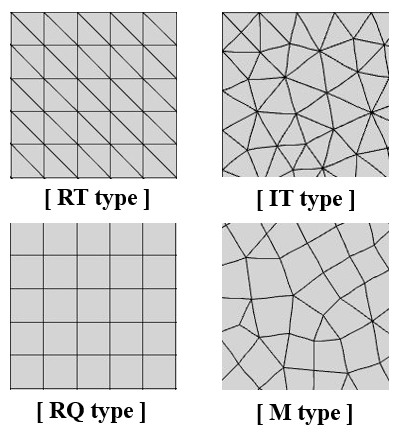 [ RT type ]
[ IT type ]
[ RQ type ]
[ M type ]